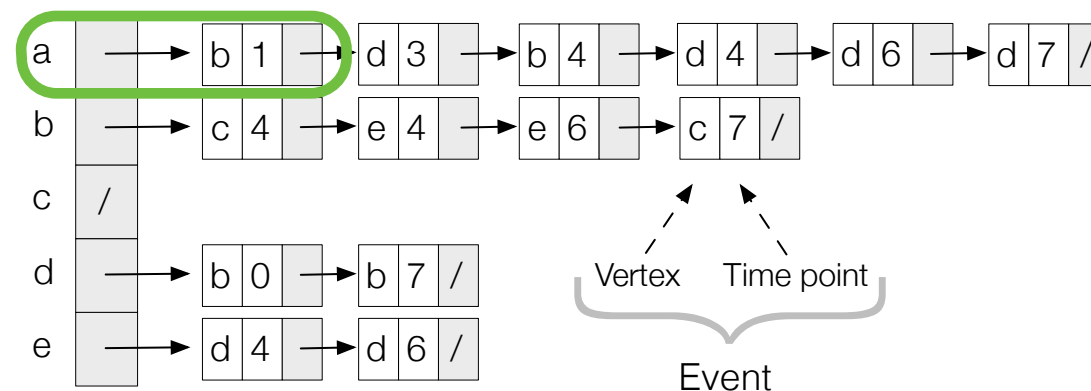 a b 1 d 3 b 4 d 4 d 6 d 7 /
b c 4 e 4 e 6 c 7 /
c /
d b 0 b 7 /
Vertex Time point
e d 4 d 6 /
Event